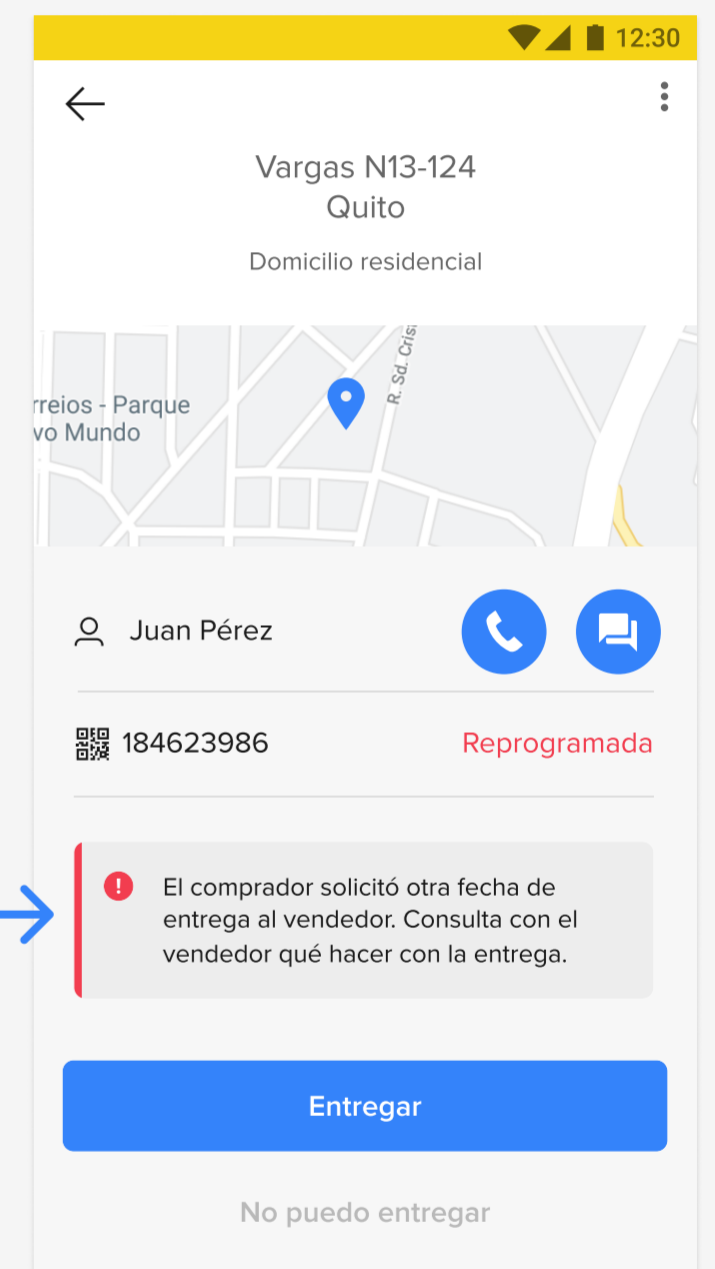 12:30
Vargas N13-124
Quito
Domicilio residencial
R. Sd. Cris
rreios - Parque
vo Mundo
Juan Pérez
184623986
Reprogramada
El comprador solicitó otra fecha de
entrega al vendedor. Consulta con el
vendedor qué hacer con la entrega.
Entregar
No puedo entregar